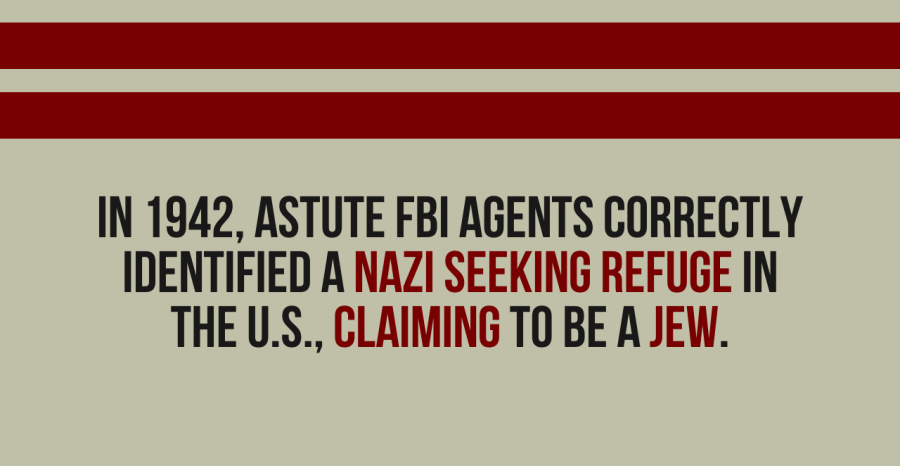 IN 1942, ASTUTE FBI AGENTS CORRECTLY
IDENTIFIED A NAZI SEEKING REFUGE IN
THE U.S., CLAIMING TO BE A JEW.